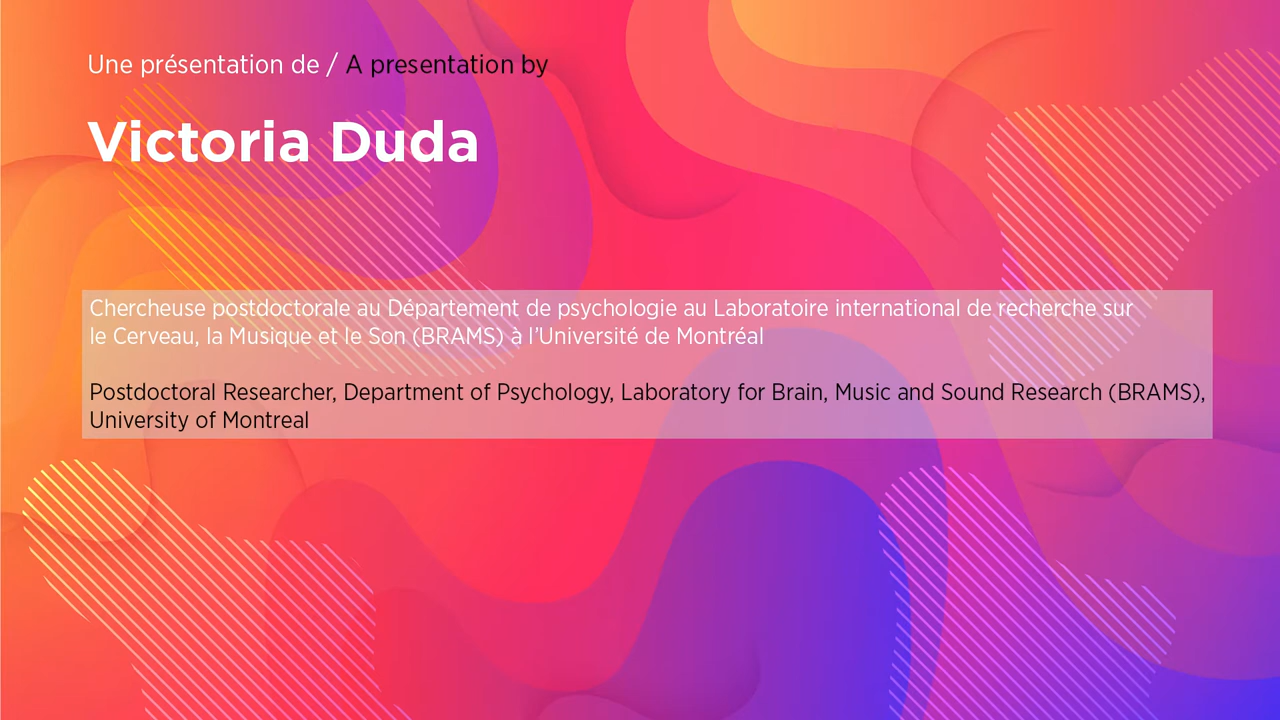 Une présentation de / A presentation by
Victoria Duda
Chercheuse postdoctorale au Département de psychologie au Laboratoire international de recherche sur
le Cerveau, la Musique et le Son (BRAMS) à l’Université de Montréal
Postdoctoral Researcher, Department of Psychology, Laboratory for Brain, Music and Sound Research (BRAMS),
University of Montreal